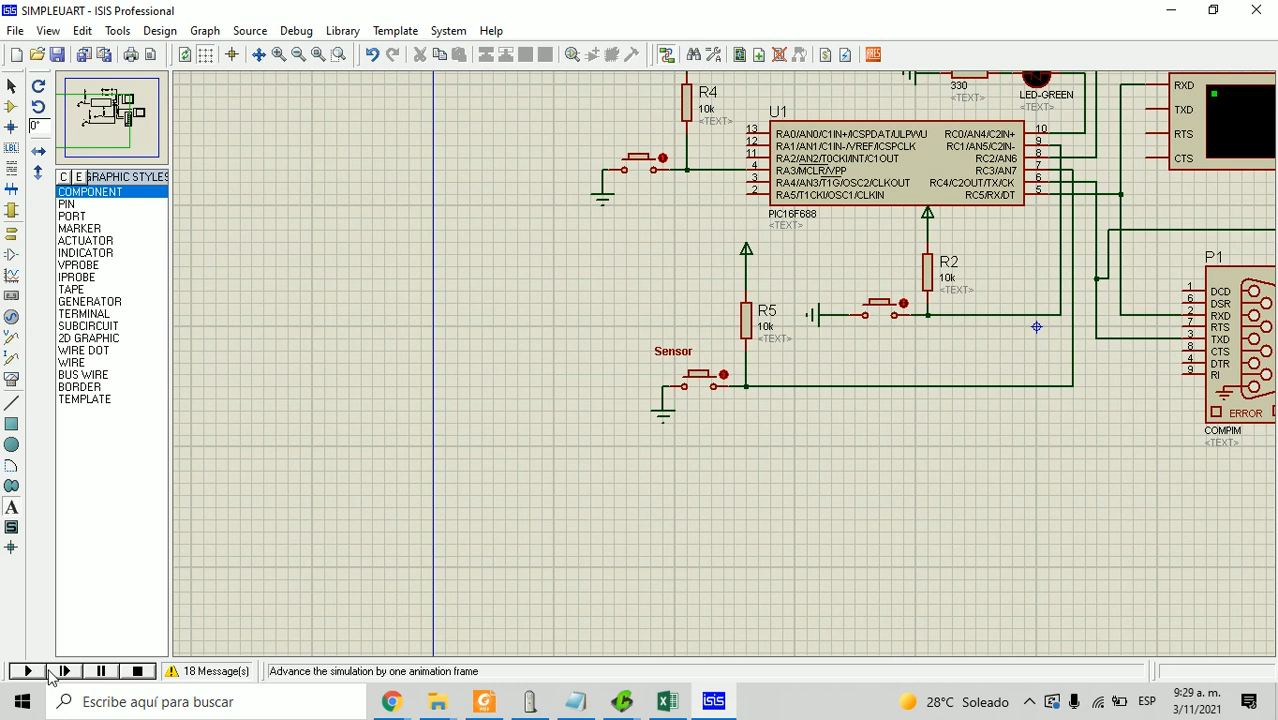 SIMPLEUART - ISIS Professional
File View Edit Tools Design Graph Source Debug Library Template System Help
ARES
0°
LBL
C E GRAPHIC STYLES
COMPONENT
PIN
PORT
MARKER
ACTUATOR
INDICATOR
VPROBE
IPROBE
TAPE
GENERATOR
TERMINAL
SUBCIRCUIT
2D GRAPHIC
WIRE DOT
WIRE
BUS WIRE
BORDER
TEMPLATE
A
S
R4
10k
<TEXT>
330
<TEXT>
LED-GREEN
<TEXT>
U1
13 RA0/AN0/C1IN+/ICSPDAT/ULPWU RC0/AN4/C2IN+ 10
12 RA1/AN1/C1IN-/VREF/ICSPCLK RC1/AN5/C2IN- 9
11 RA2/AN2/T0CKI/INT/C1OUT RC2/AN6 8
4 RA3/MCLR/VPP RC3/AN7 7
3 RA4/AN3/T1G/OSC2/CLKOUT RC4/C2OUT/TX/CK 6
2 RA5/T1CKI/OSC1/CLKIN RC5/RX/DT 5
PIC16F688
<TEXT>
RXD
TXD
RTS
CTS
R2
10k
<TEXT>
R5
10k
<TEXT>
Sensor
P1
1 DCD
6 DSR
2 RXD
7 RTS
3 TXD
8 CTS
4 DTR
9 RI
ERROR
COMPIM
<TEXT>
18 Message(s) Advance the simulation by one animation frame
Escribe aquí para buscar
isis
28°C Soleado
ESP
9:39 a. m.
3/11/2021